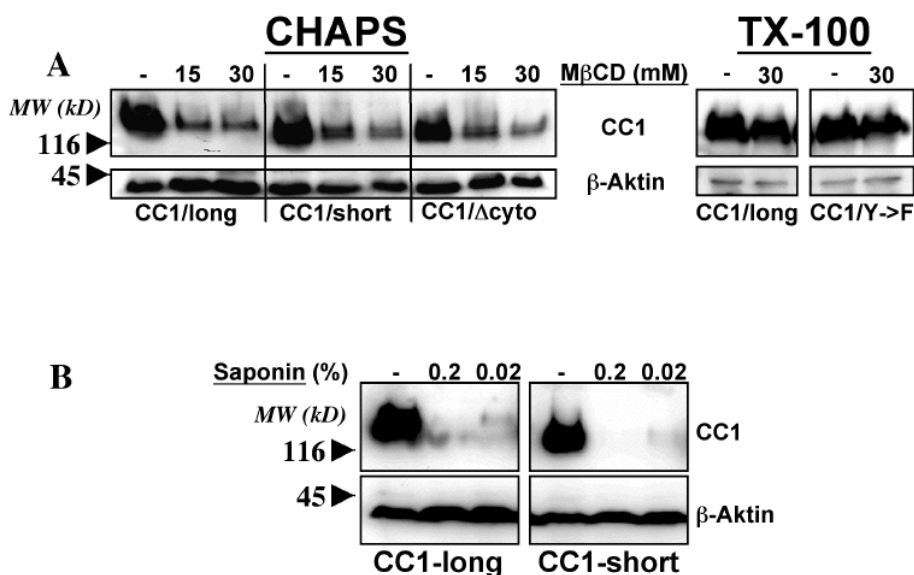 CHAPS TX-100
A - 15 30 - 15 30 - 15 30 MβCD (mM) - 30 - 30
MW (kD) CC1
116
45 β-Aktin
CC1/long CC1/short CC1/Δcyto CC1/long CC1/Y->F
B Saponin (%) - 0.2 0.02 - 0.2 0.02
MW (kD)
CC1
116
45
β-Aktin
CC1-long CC1-short